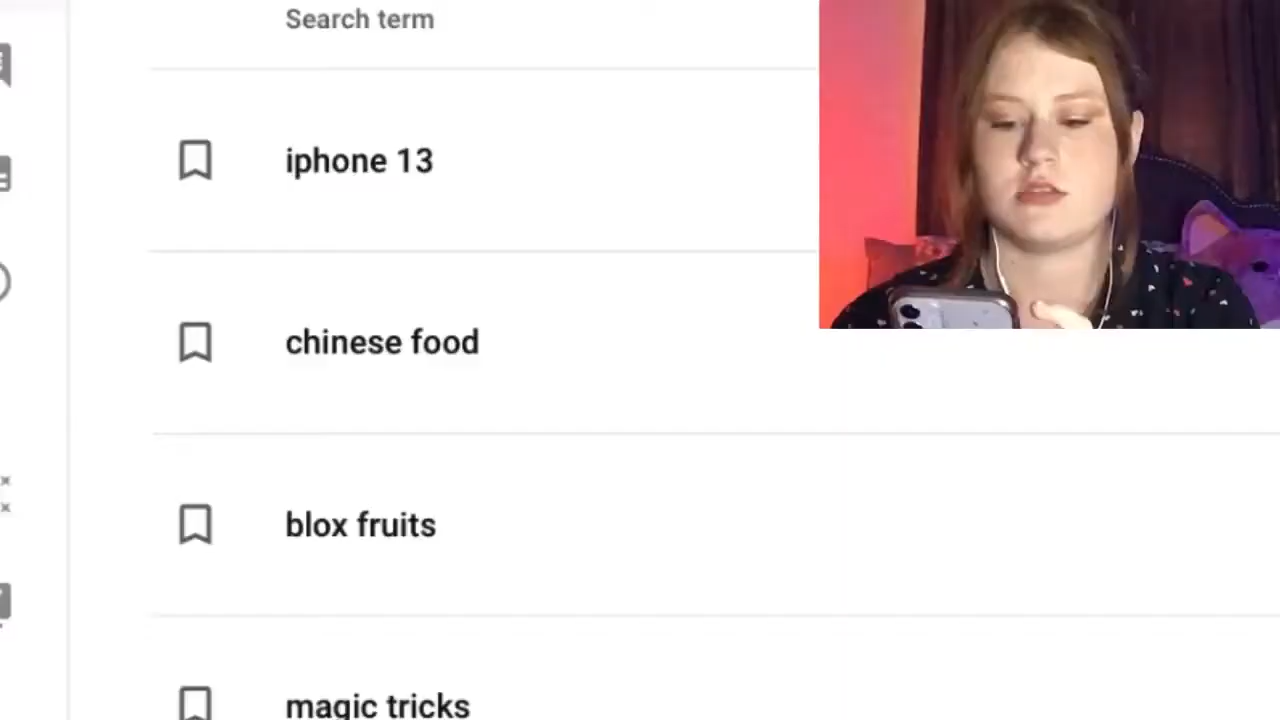 Search term
iphone 13
chinese food
blox fruits
magic tricks